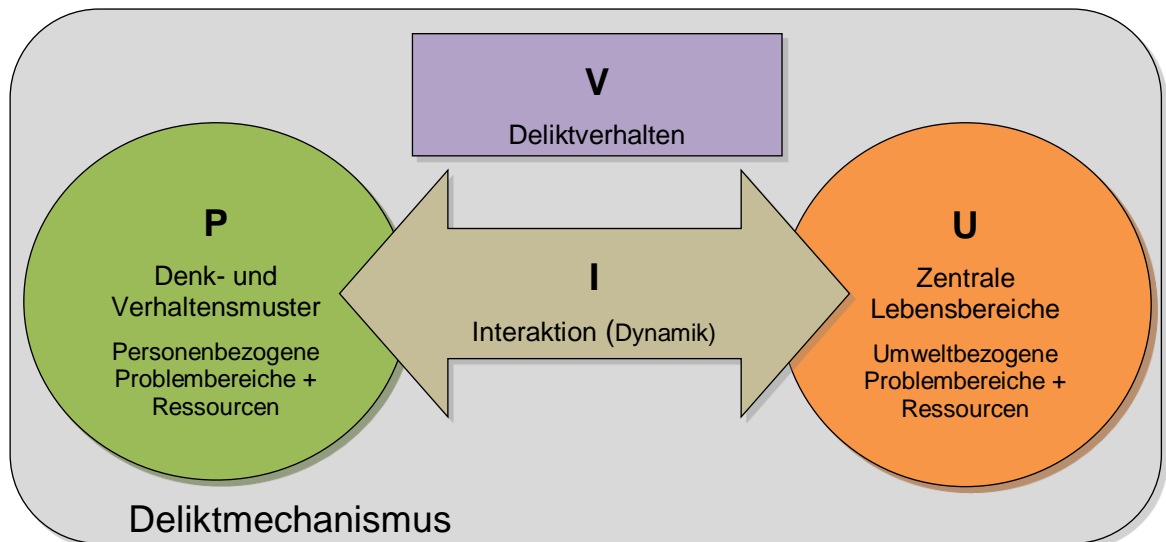 V
Deliktverhalten
P
Denk- und
Verhaltensmuster
Personenbezogene
Problembereiche +
Ressourcen
I
Interaktion (Dynamik)
U
Zentrale
Lebensbereiche
Umweltbezogene
Problembereiche +
Ressourcen
Deliktmechanismus